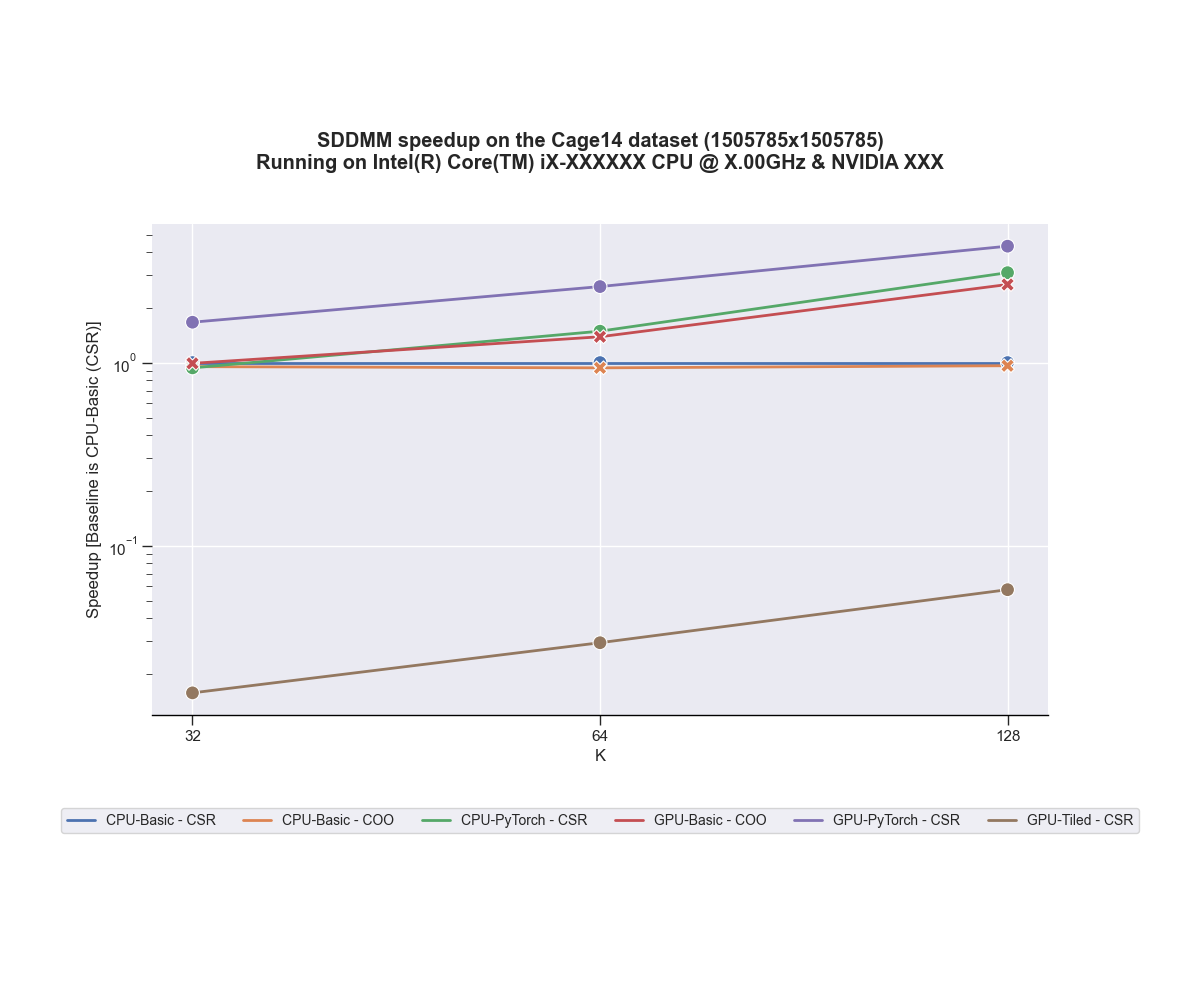 SDDMM speedup on the Cage14 dataset (1505785x1505785)
Running on Intel(R) Core(TM) iX-XXXXXX CPU @ X.00GHz & NVIDIA XXX
Speedup [Baseline is CPU-Basic (CSR)]
10^0
10^-1
32 64 128
K
CPU-Basic - CSR CPU-Basic - COO CPU-PyTorch - CSR GPU-Basic - COO GPU-PyTorch - CSR GPU-Tiled - CSR